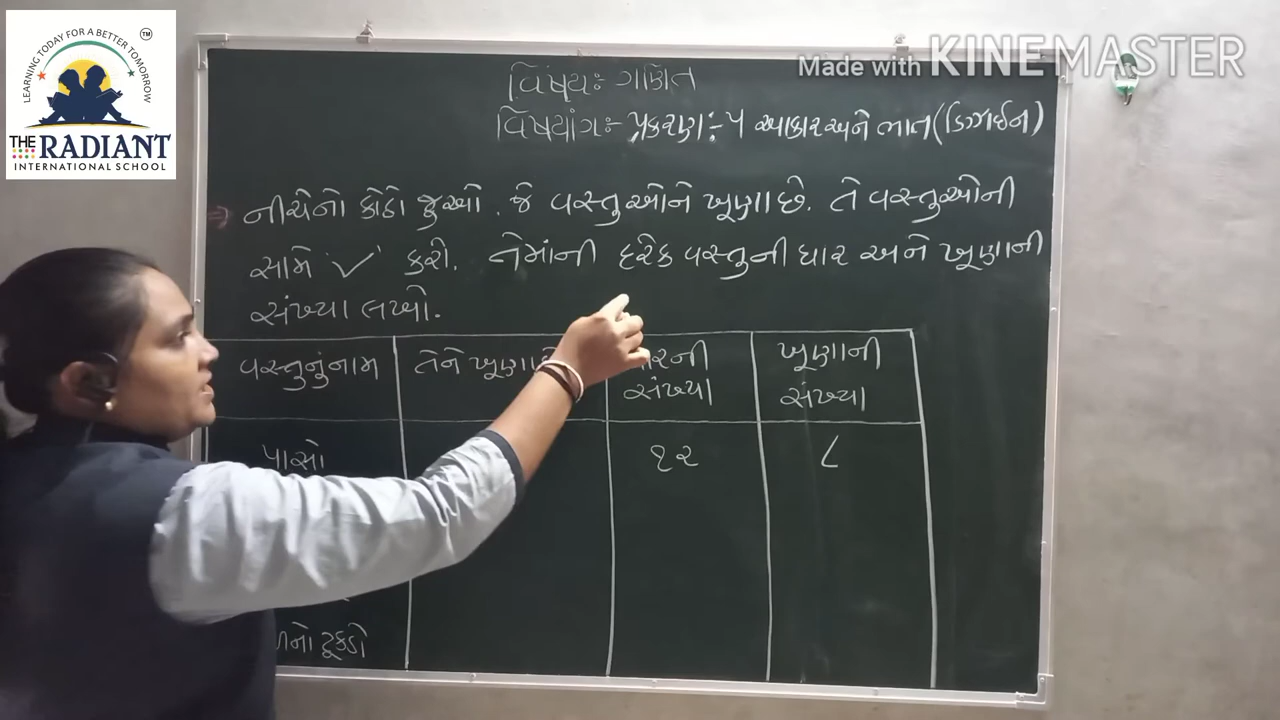 LEARNING TODAY FOR A BETTER TOMORROW
TM
THE RADIANT
INTERNATIONAL SCHOOL
Made with KINEMASTER
વિષયઃ- ગણિત
વિષયાંગઃ- પ્રકરણઃ- ૫ આકાર અને ભાત (ડિઝાઈન)
⇒ નીચેનો કોઠો જુઓ. જે વસ્તુઓને ખૂણા છે. તે વસ્તુઓની
સામે ✓ કરો. તેમાંની દરેક વસ્તુની ધાર અને ખૂણાની
સંખ્યા લખો.
વસ્તુનું નામ તેને ખૂણા ખૂણાની
સંખ્યા સંખ્યા
પાસો ૧૨ ૮
ટૂકડો